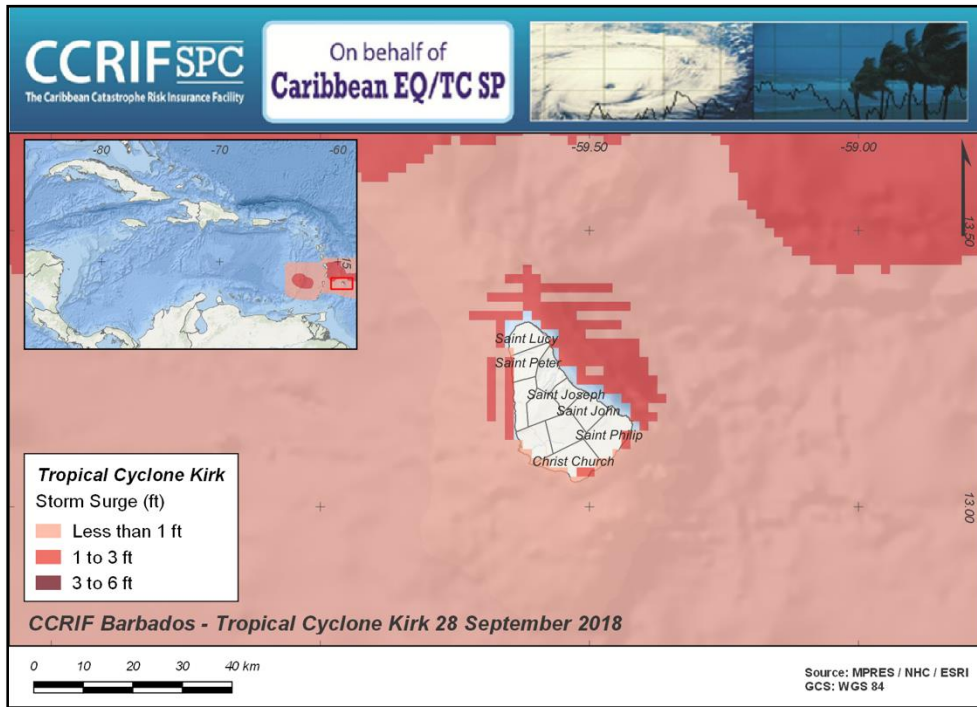 CCRIF SPC
The Caribbean Catastrophe Risk Insurance Facility
On behalf of
Caribbean EQ/TC SP
-80
-70
-60
15
-59.50
-59.00
13.50
13.00
Saint Lucy
Saint Peter
Saint Joseph
Saint John
Saint Philip
Christ Church
Tropical Cyclone Kirk
Storm Surge (ft)
Less than 1 ft
1 to 3 ft
3 to 6 ft
CCRIF Barbados - Tropical Cyclone Kirk 28 September 2018
0 10 20 30 40 km
Source: MPRES / NHC / ESRI
GCS: WGS 84